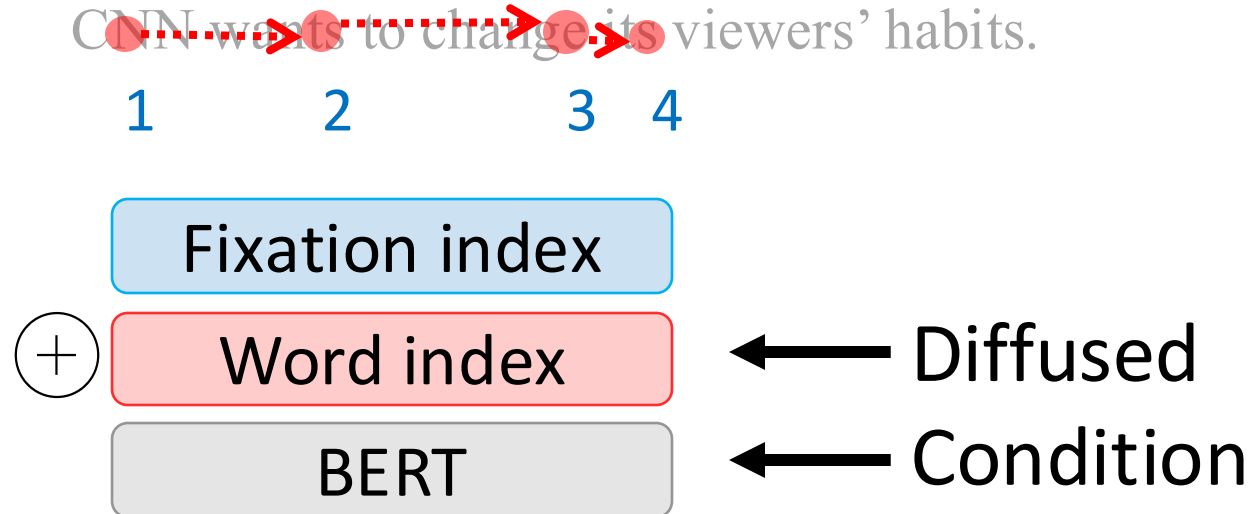 CNN wants to change its viewers’ habits.
1 2 3 4
Fixation index
+ Word index Diffused
BERT Condition